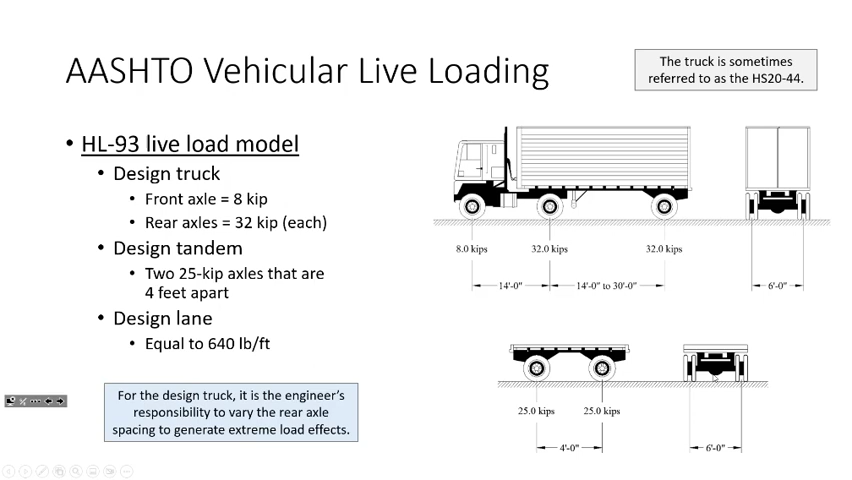 AASHTO Vehicular Live Loading
The truck is sometimes
referred to as the HS20-44.
• HL-93 live load model
• Design truck
• Front axle = 8 kip
• Rear axles = 32 kip (each)
• Design tandem
• Two 25-kip axles that are
4 feet apart
• Design lane
• Equal to 640 lb/ft
For the design truck, it is the engineer's
responsibility to vary the rear axle
spacing to generate extreme load effects.
8.0 kips 32.0 kips 32.0 kips
14'-0" 14'-0" to 30'-0" 6'-0"
25.0 kips 25.0 kips
4'-0" 6'-0"